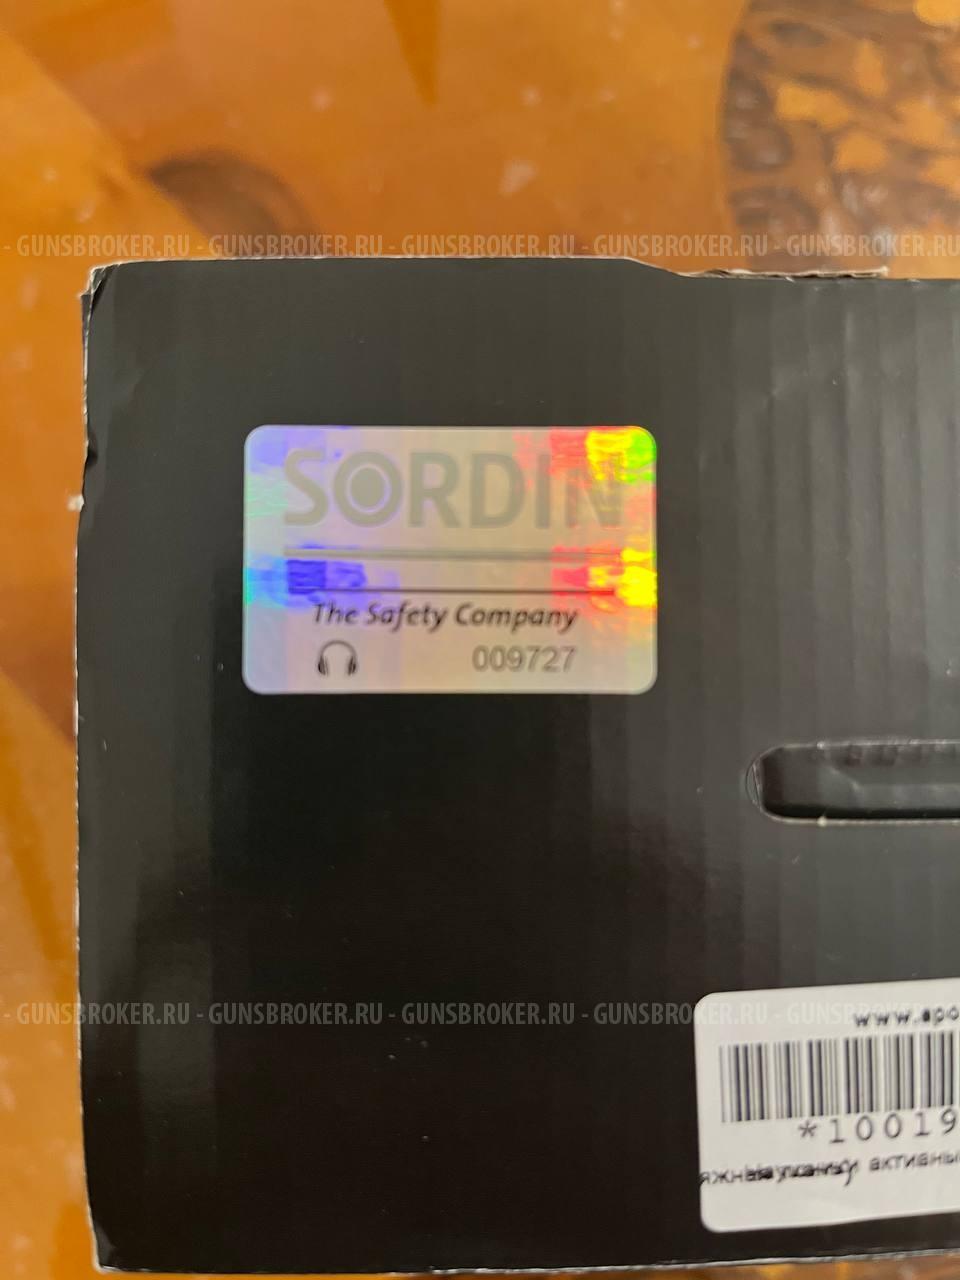 - GUNSBROKER.RU - GUNSBROKER.RU - GUNSBROKER.RU - GUNSBROKER.RU - GUNSBROKER.RU
SORDIN
The Safety Company
009727
- GUNSBROKER.RU - GUNSBROKER.RU - GUNSBROKER.RU - GUNSBROKER.RU - GUNSBROKER.RU
www.apo
*10019